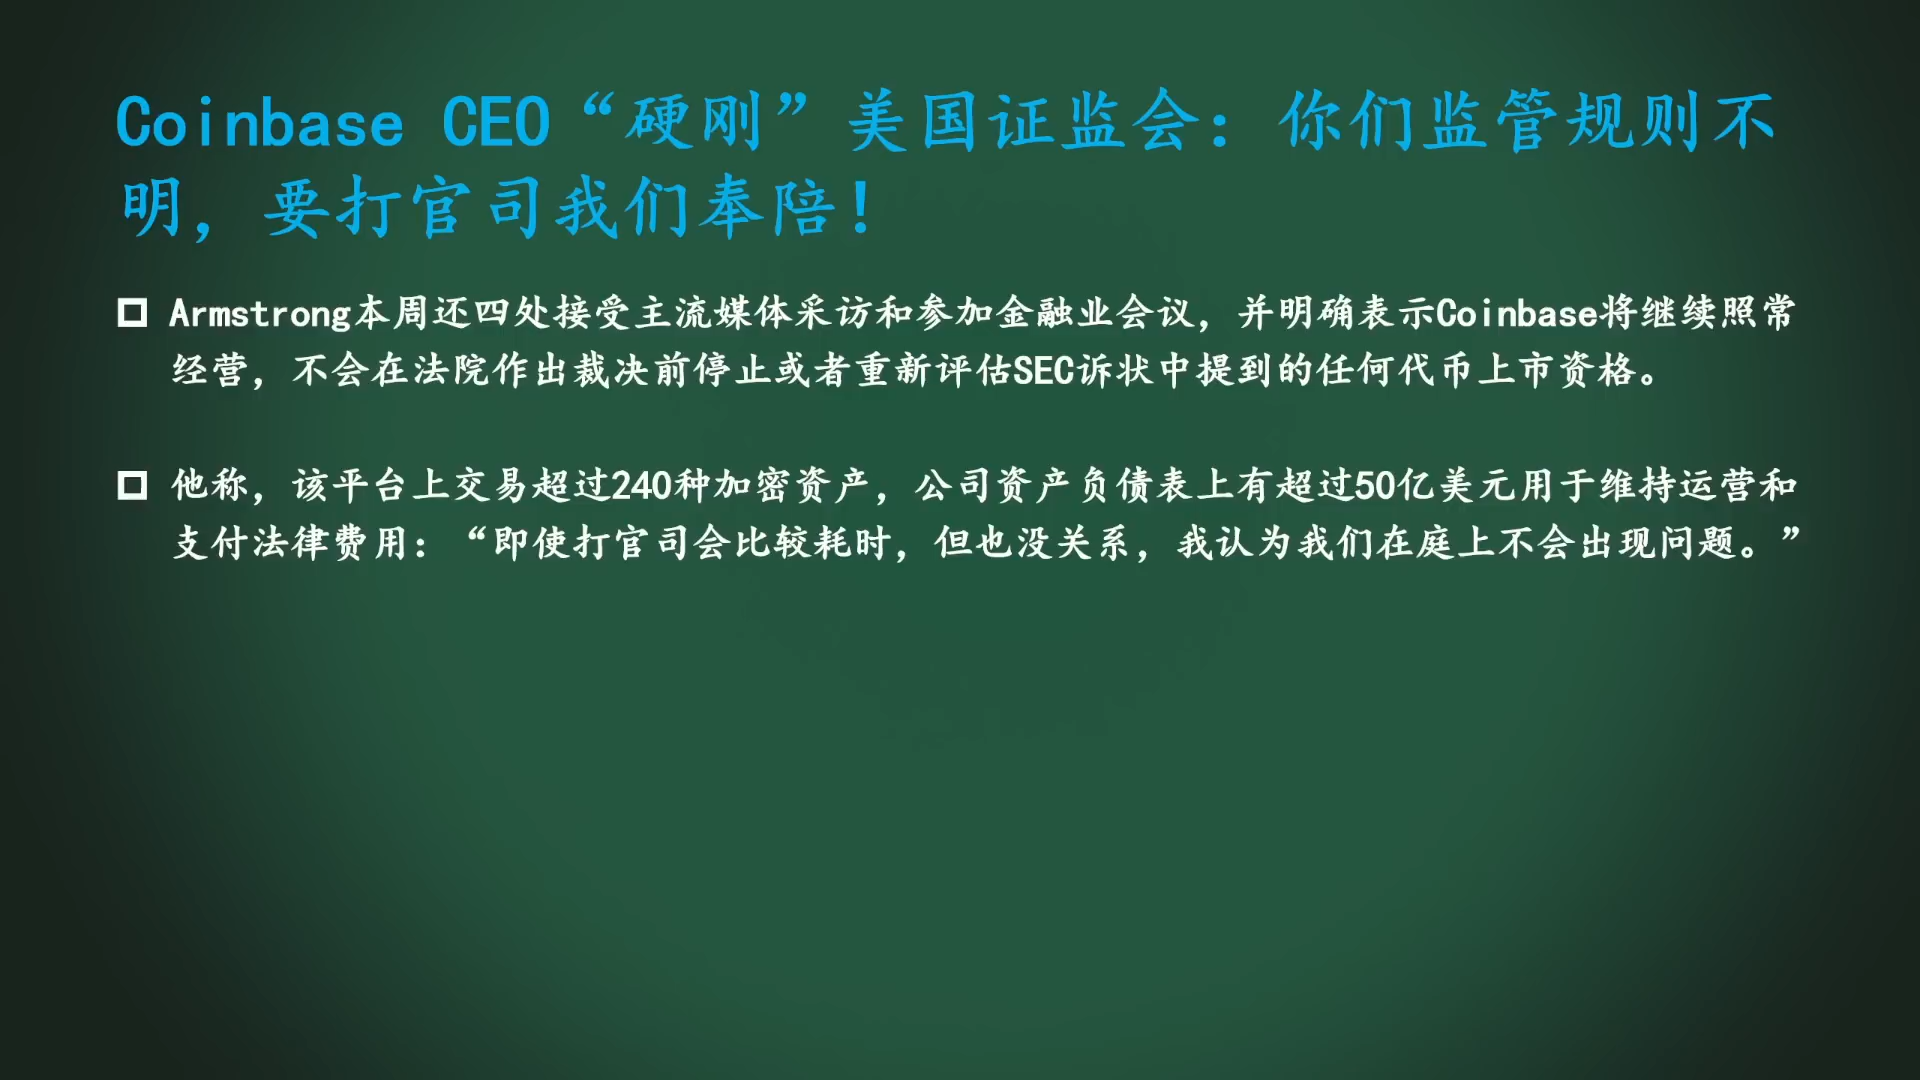 Coinbase CEO“硬刚”美国证监会：你们监管规则不
明，要打官司我们奉陪！
Armstrong本周还四处接受主流媒体采访和参加金融业会议，并明确表示Coinbase将继续照常
经营，不会在法院作出裁决前停止或者重新评估SEC诉状中提到的任何代币上市资格。
他称，该平台上交易超过240种加密资产，公司资产负债表上有超过50亿美元用于维持运营和
支付法律费用：“即使打官司会比较耗时，但也没关系，我认为我们在庭上不会出现问题。”